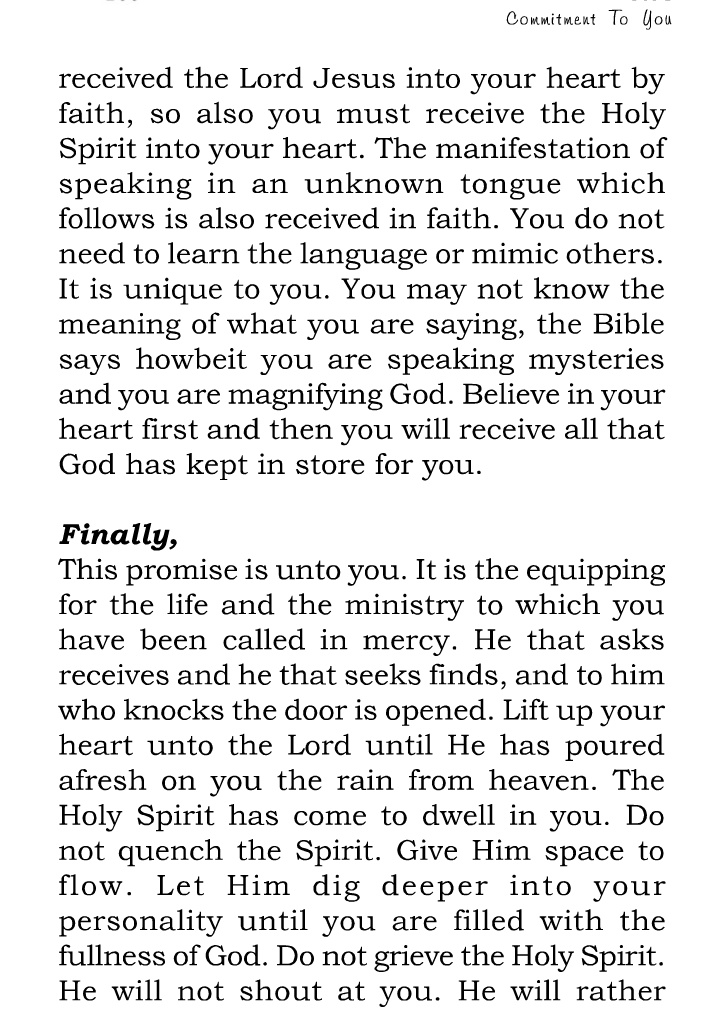 Commitment To You
received the Lord Jesus into your heart by
faith, so also you must receive the Holy
Spirit into your heart. The manifestation of
speaking in an unknown tongue which
follows is also received in faith. You do not
need to learn the language or mimic others.
It is unique to you. You may not know the
meaning of what you are saying, the Bible
says howbeit you are speaking mysteries
and you are magnifying God. Believe in your
heart first and then you will receive all that
God has kept in store for you.
Finally,
This promise is unto you. It is the equipping
for the life and the ministry to which you
have been called in mercy. He that asks
receives and he that seeks finds, and to him
who knocks the door is opened. Lift up your
heart unto the Lord until He has poured
afresh on you the rain from heaven. The
Holy Spirit has come to dwell in you. Do
not quench the Spirit. Give Him space to
flow. Let Him dig deeper into your
personality until you are filled with the
fullness of God. Do not grieve the Holy Spirit.
He will not shout at you. He will rather